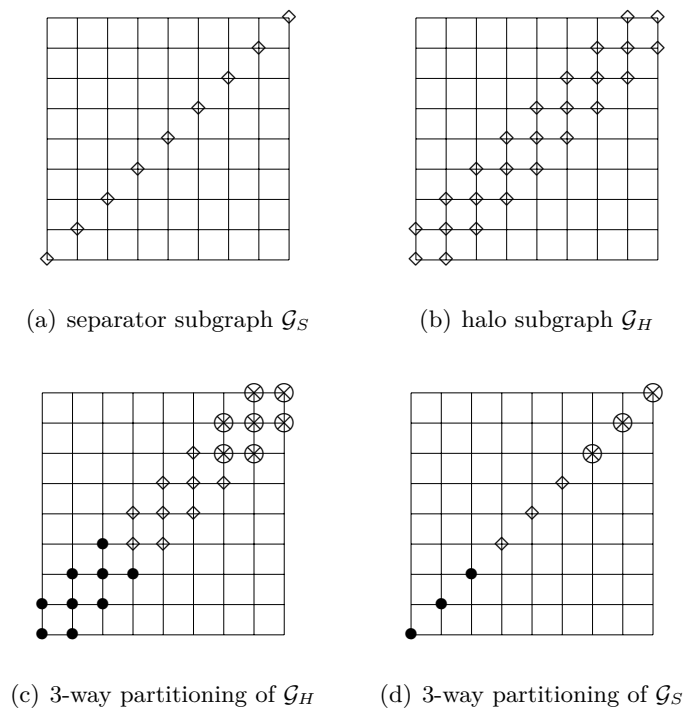 (a) separator subgraph 𝒢_S
(b) halo subgraph 𝒢_H
(c) 3-way partitioning of 𝒢_H
(d) 3-way partitioning of 𝒢_S